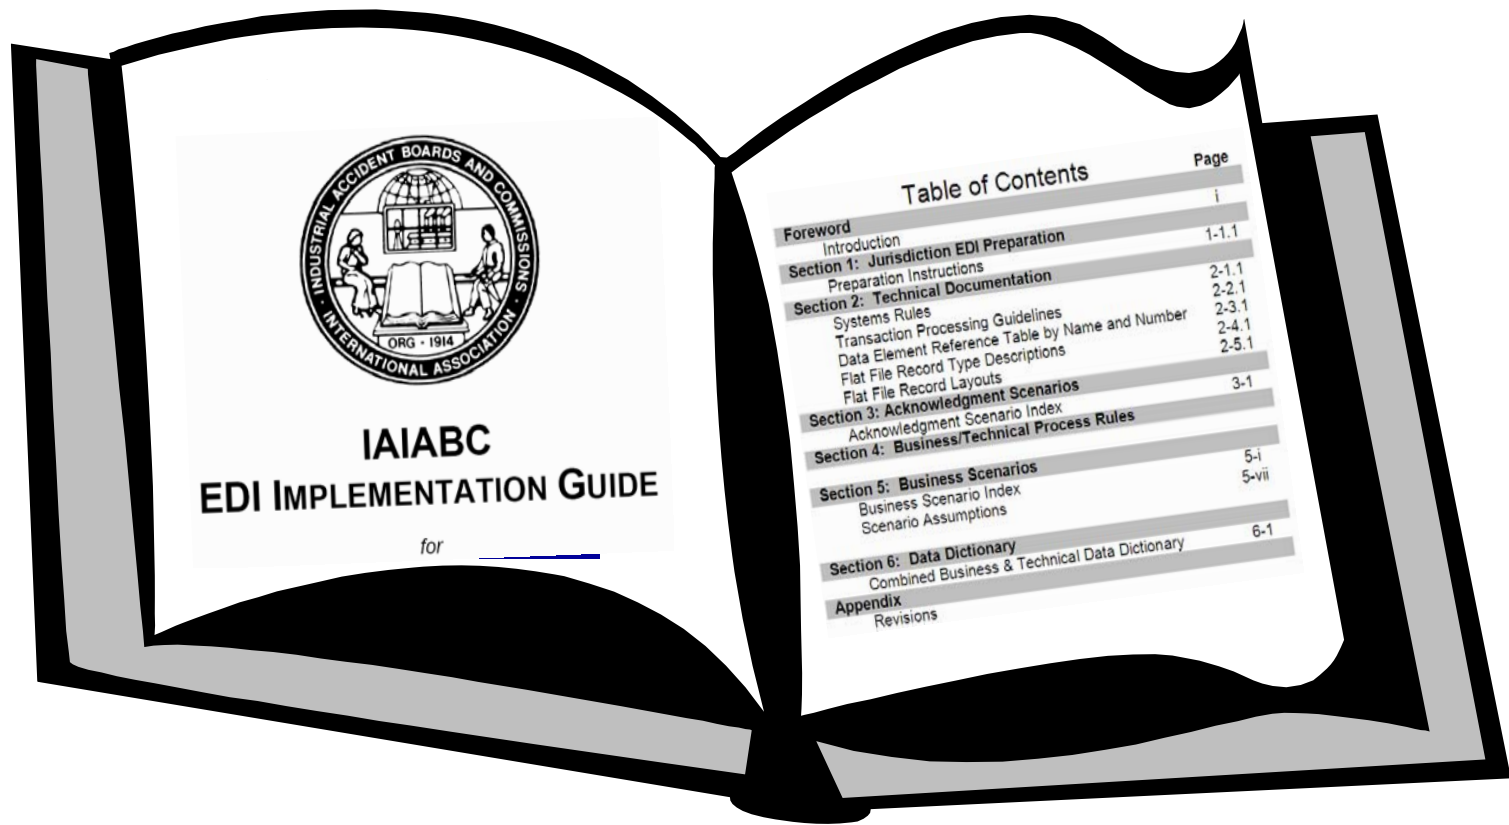 INDUSTRIAL ACCIDENT BOARDS AND COMMISSIONS
INTERNATIONAL ASSOCIATION
ORG · 1914
IAIABC
EDI IMPLEMENTATION GUIDE
for
Table of Contents
Page
Foreword
Introduction i
Section 1: Jurisdiction EDI Preparation
Preparation Instructions 1-1.1
Section 2: Technical Documentation
Systems Rules 2-1.1
Transaction Processing Guidelines 2-2.1
Data Element Reference Table by Name and Number 2-3.1
Flat File Record Type Descriptions 2-4.1
Flat File Record Layouts 2-5.1
Section 3: Acknowledgment Scenarios
Acknowledgment Scenario Index 3-1
Section 4: Business/Technical Process Rules
Section 5: Business Scenarios
Business Scenario Index 5-i
Scenario Assumptions 5-vii
Section 6: Data Dictionary
Combined Business & Technical Data Dictionary 6-1
Appendix
Revisions